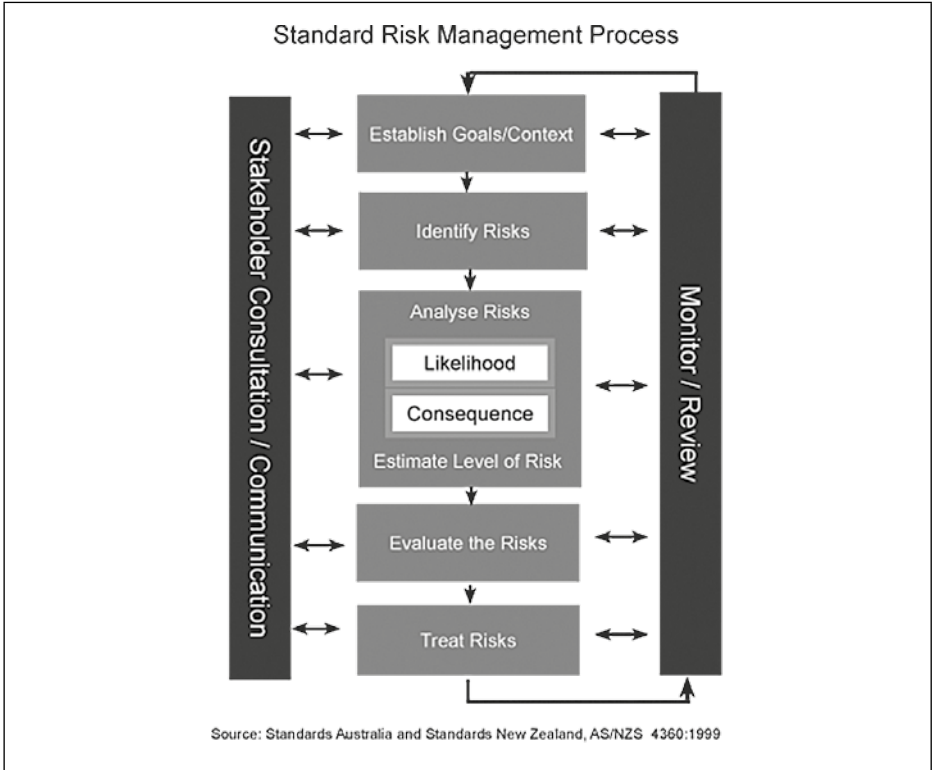 Standard Risk Management Process
Stakeholder Consultation / Communication
Establish Goals/Context
Identify Risks
Analyse Risks
Likelihood
Consequence
Estimate Level of Risk
Evaluate the Risks
Treat Risks
Monitor / Review
Source: Standards Australia and Standards New Zealand, AS/NZS 4360:1999